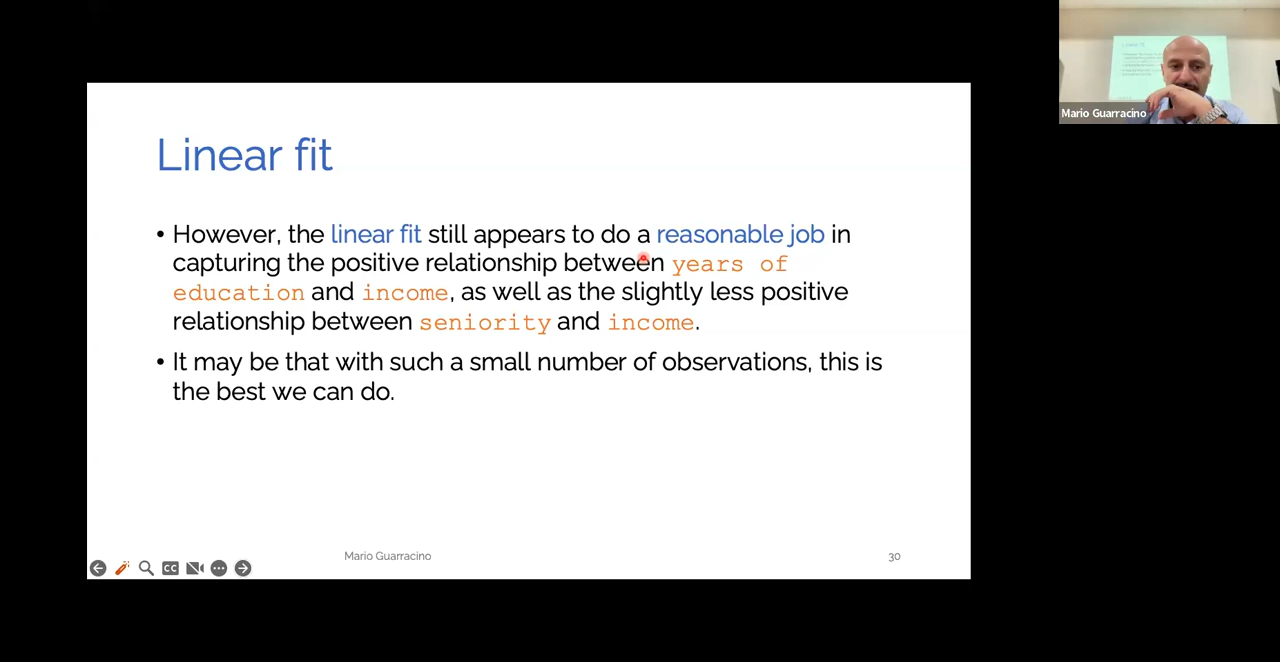 Linear fit
• However, the linear fit still appears to do a reasonable job in
capturing the positive relationship between years of
education and income, as well as the slightly less positive
relationship between seniority and income.
• It may be that with such a small number of observations, this is
the best we can do.
Mario Guarracino
30
CC
Mario Guarracino